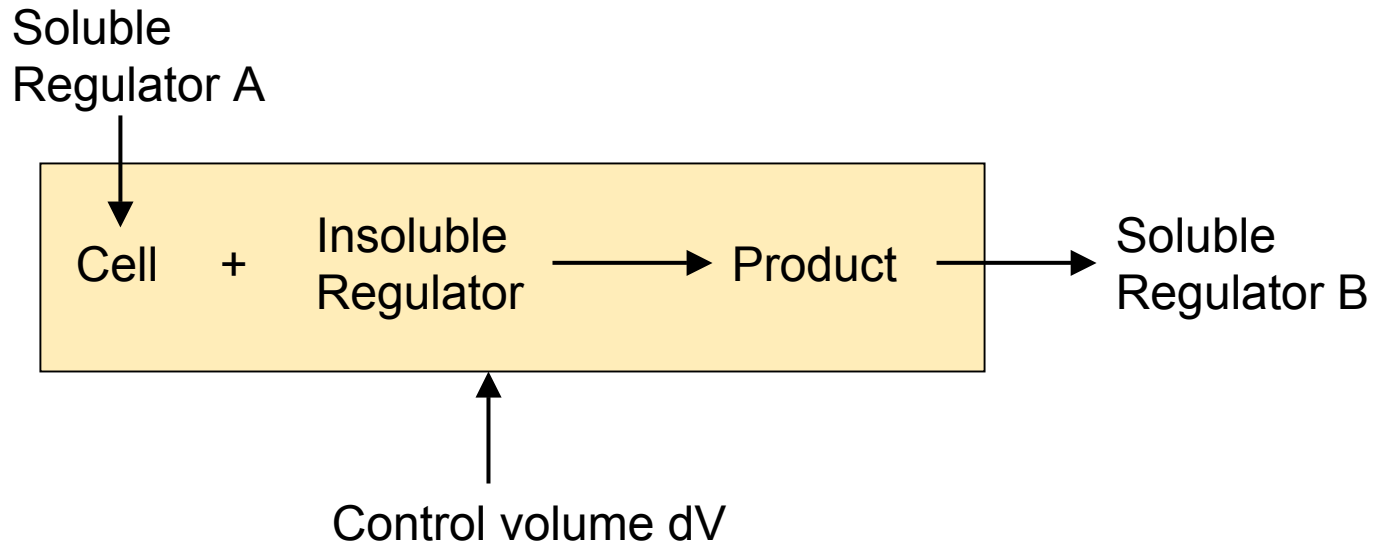 Soluble
Regulator A
Cell + Insoluble
Regulator
Product
Soluble
Regulator B
Control volume dV